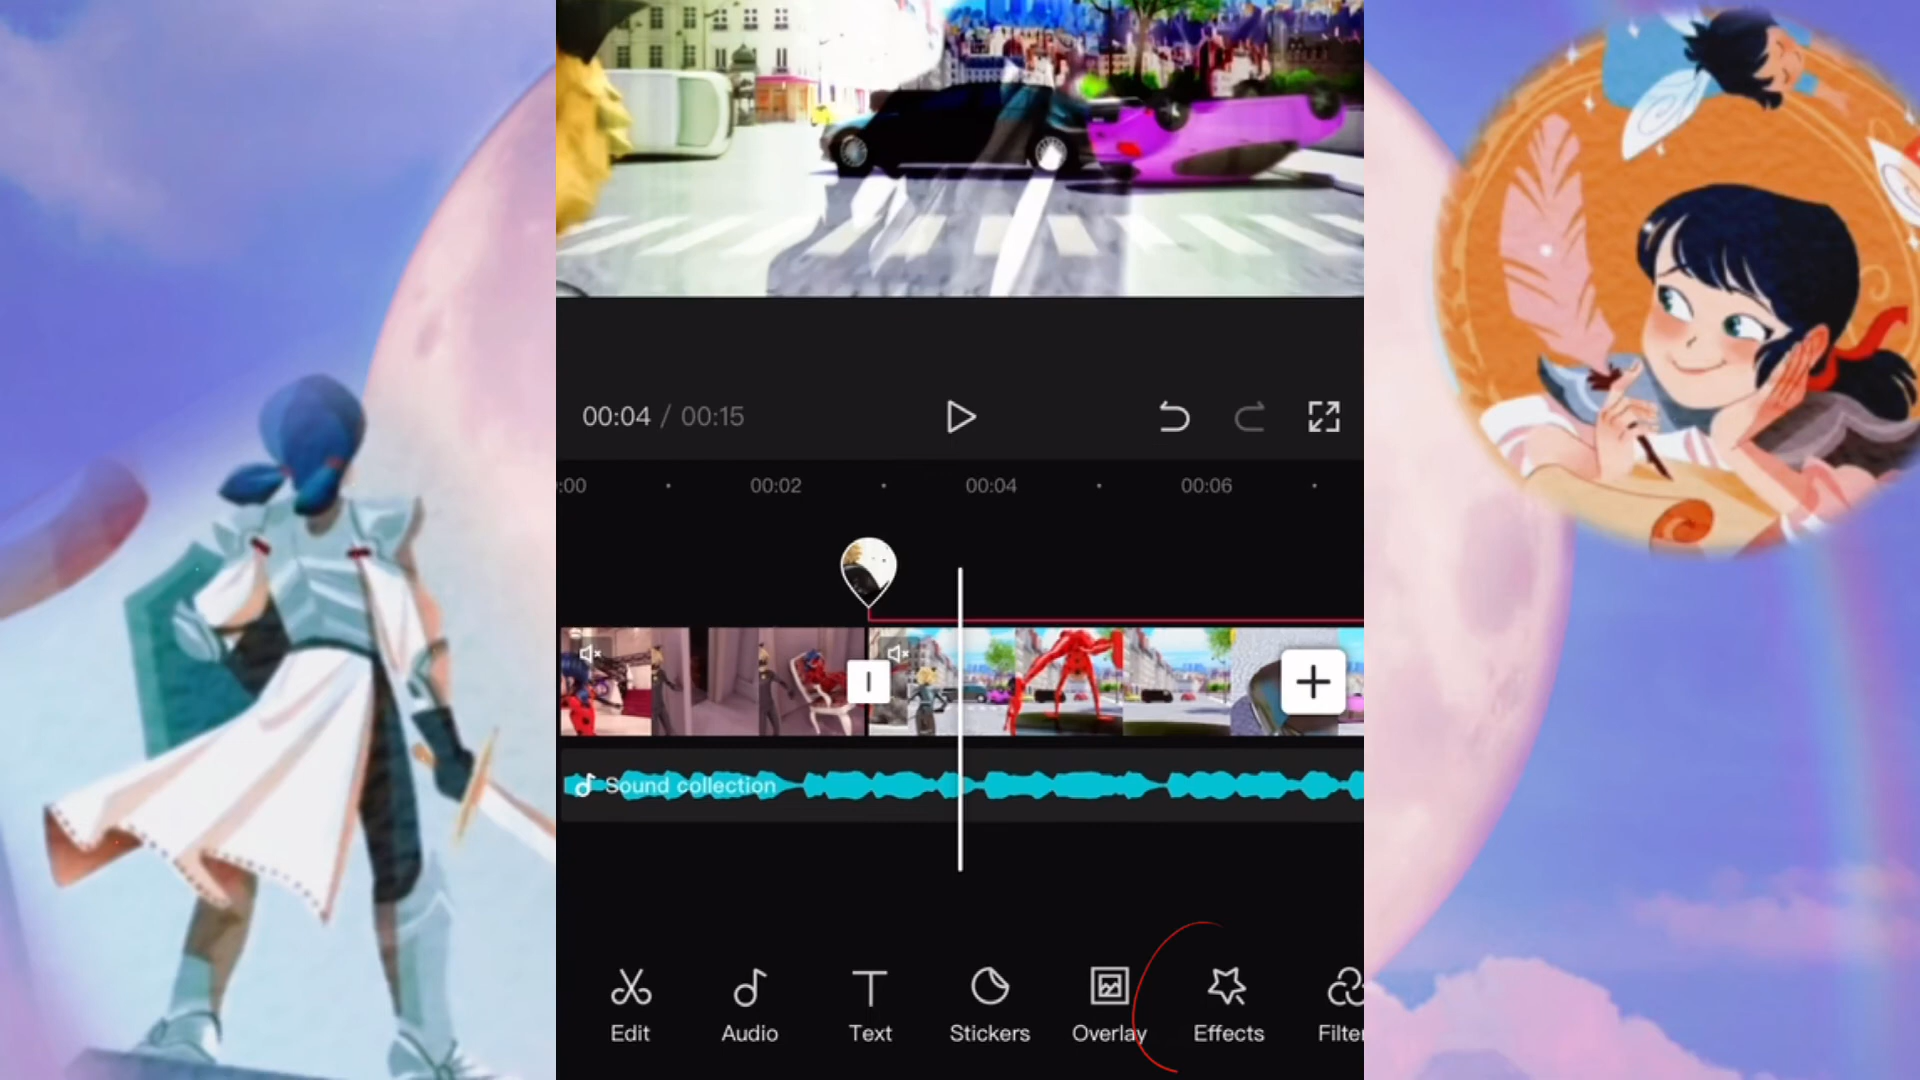 00:04 / 00:15
:00 00:02 00:04 00:06
Sound collection
Edit Audio Text Stickers Overlay Effects Filter